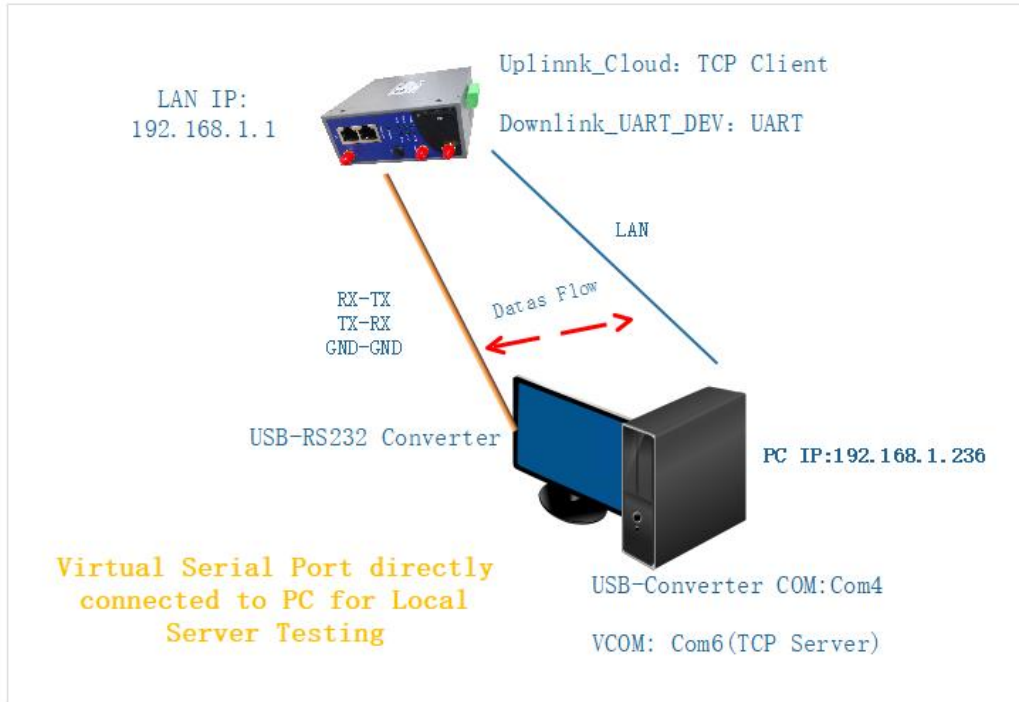 Uplinnk_Cloud: TCP Client
LAN IP:
192.168.1.1
Downlink_UART_DEV: UART
LAN
Datas Flow
RX-TX
TX-RX
GND-GND
USB-RS232 Converter
PC IP:192.168.1.236
Virtual Serial Port directly
connected to PC for Local
Server Testing
USB-Converter COM:Com4
VCOM: Com6(TCP Server)